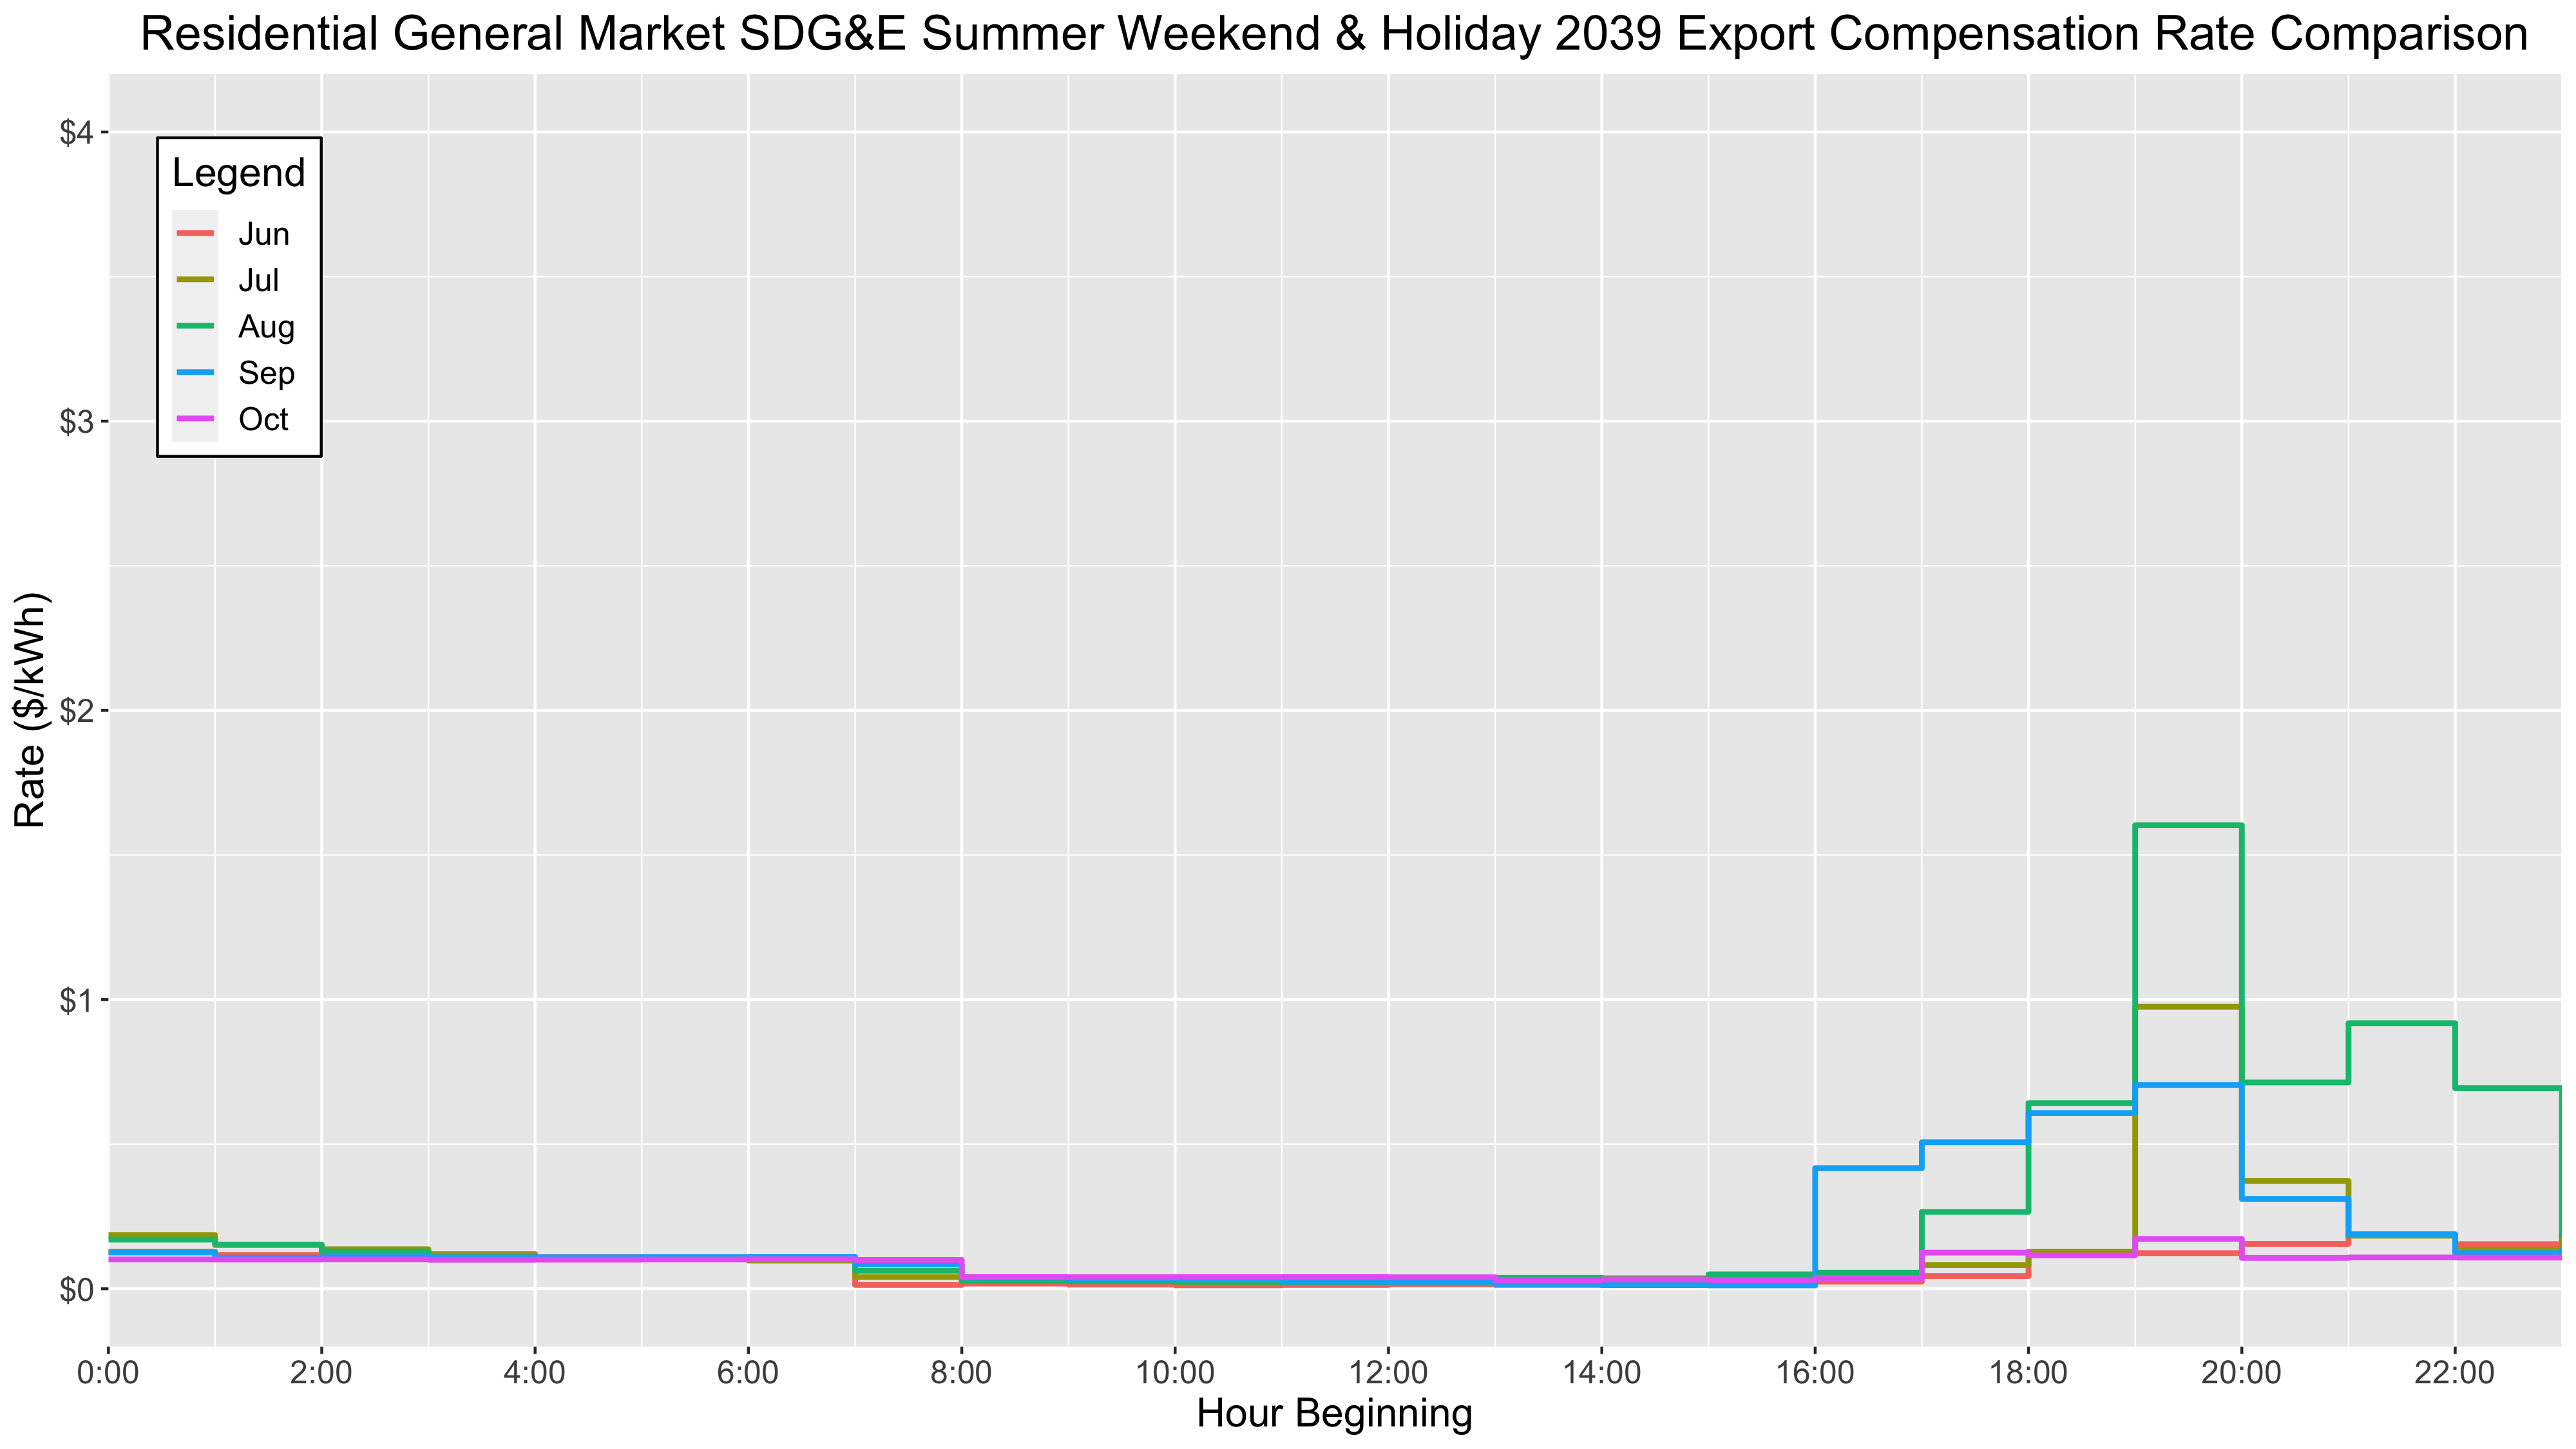 Residential General Market SDG&E Summer Weekend & Holiday 2039 Export Compensation Rate Comparison
Rate ($/kWh)
$4
$3
$2
$1
$0
Legend
Jun
Jul
Aug
Sep
Oct
0:00 2:00 4:00 6:00 8:00 10:00 12:00 14:00 16:00 18:00 20:00 22:00
Hour Beginning